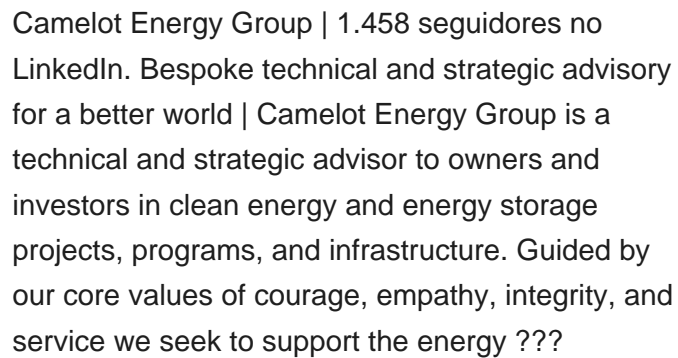 Camelot Energy Group | 1.458 seguidores no
LinkedIn. Bespoke technical and strategic advisory
for a better world | Camelot Energy Group is a
technical and strategic advisor to owners and
investors in clean energy and energy storage
projects, programs, and infrastructure. Guided by
our core values of courage, empathy, integrity, and
service we seek to support the energy ???